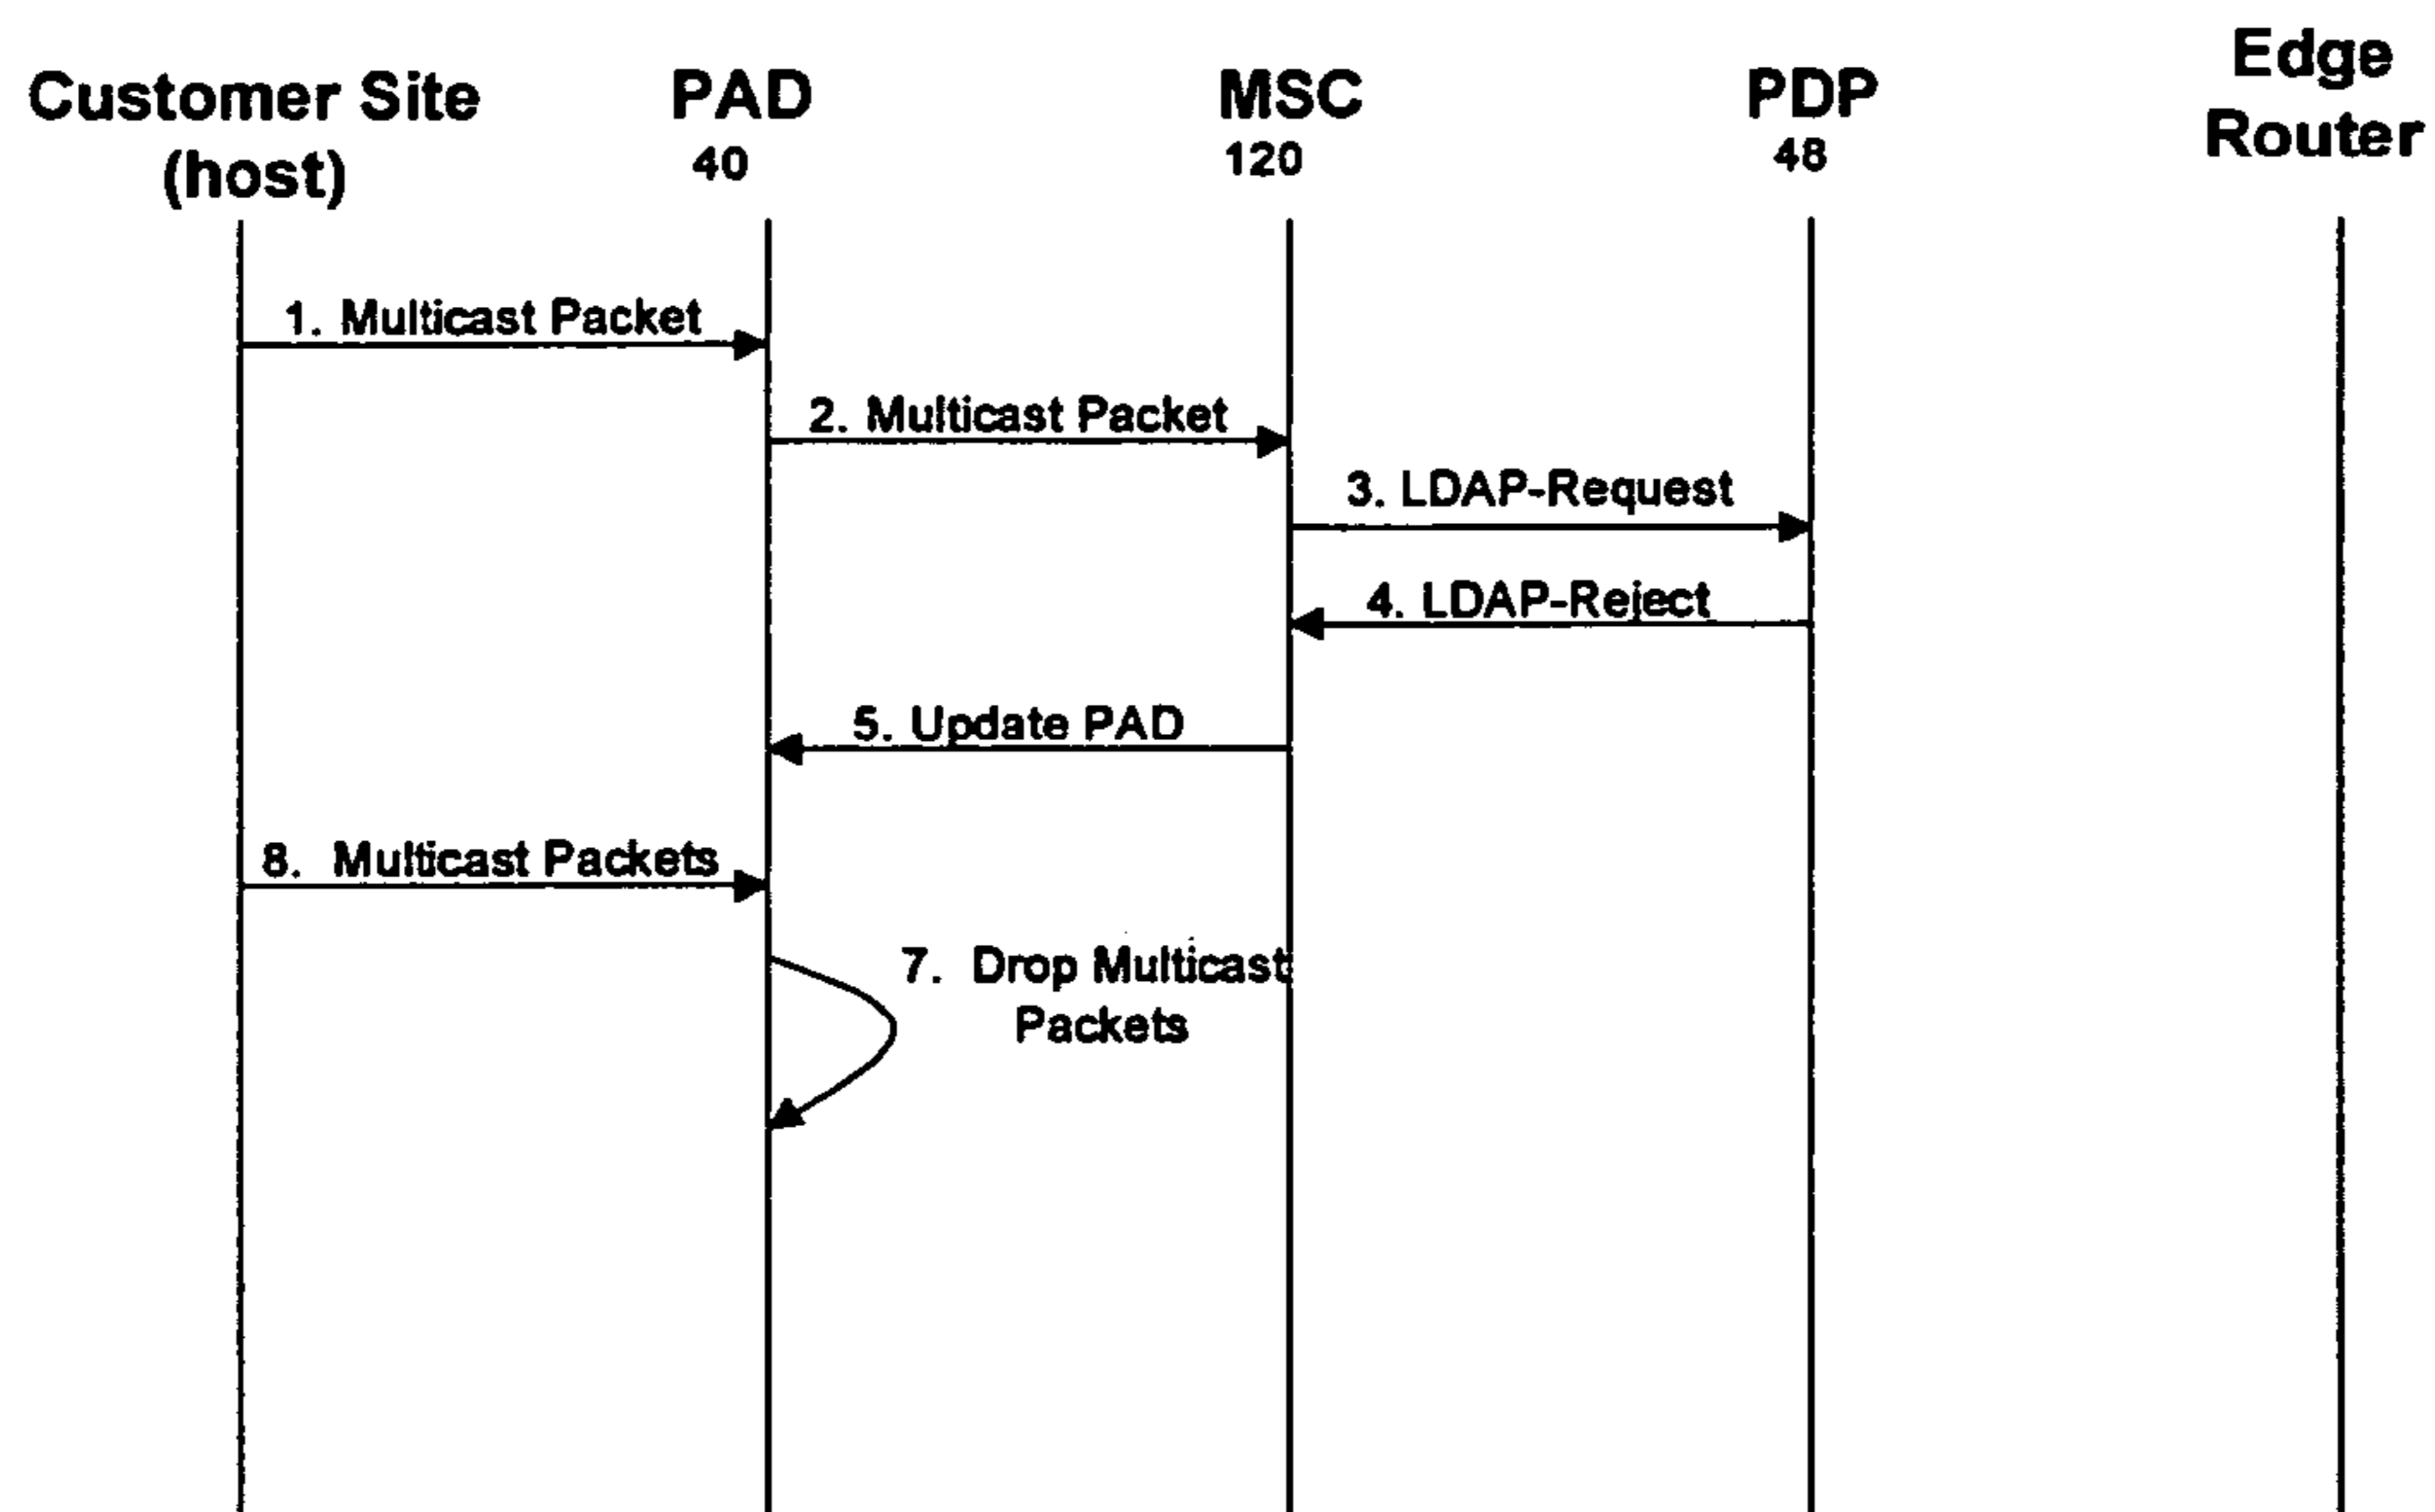 Customer Site
(host)
PAD
40
MSC
120
PDP
48
Edge
Router
1. Multicast Packet
2. Multicast Packet
3. LDAP-Request
4. LDAP-Reject
5. Update PAD
8. Multicast Packets
7. Drop Multicast
Packets